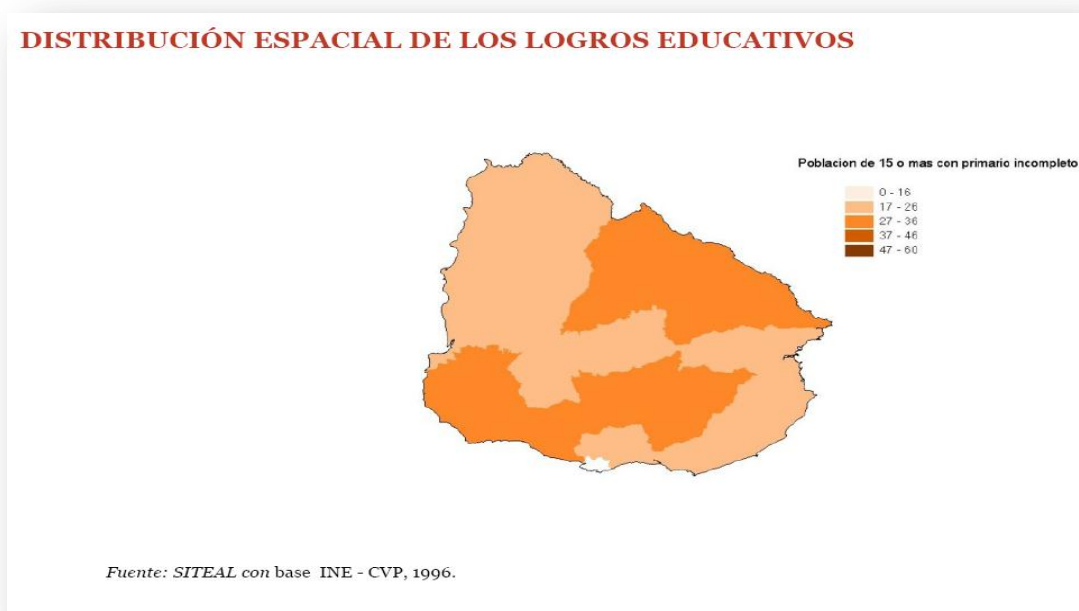 DISTRIBUCIÓN ESPACIAL DE LOS LOGROS EDUCATIVOS
Poblacion de 15 o mas con primario incompleto
0 - 16
17 - 26
27 - 36
37 - 46
47 - 60
Fuente: SITEAL con base INE - CVP, 1996.